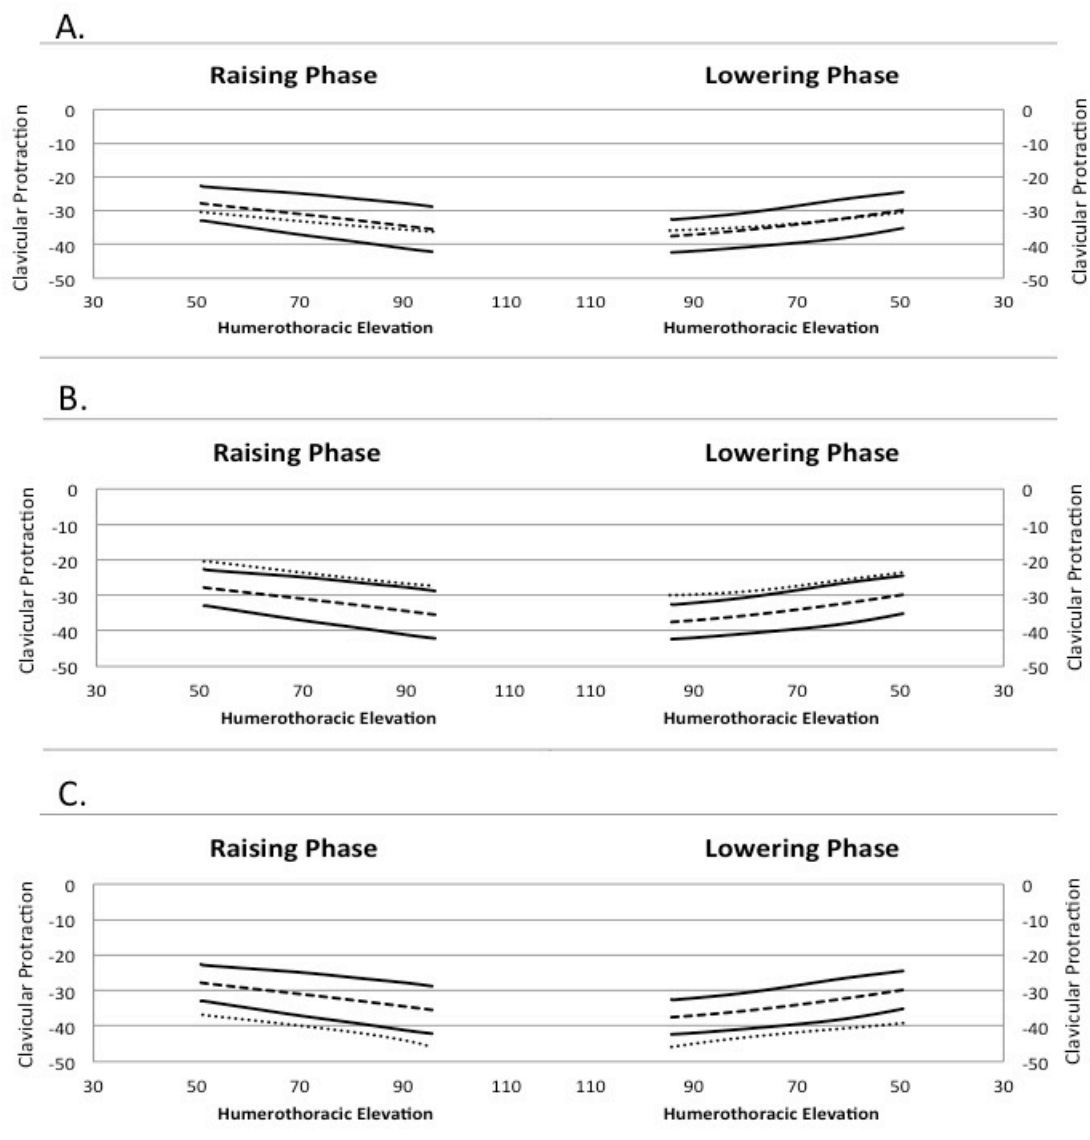 A.
Raising Phase Lowering Phase
Clavicular Protraction
0 0
-10 -10
-20 -20
-30 -30
-40 -40
-50 -50
Clavicular Protraction
30 50 70 90 110 110 90 70 50 30
Humerothoracic Elevation Humerothoracic Elevation
B.
Raising Phase Lowering Phase
Clavicular Protraction
0 0
-10 -10
-20 -20
-30 -30
-40 -40
-50 -50
Clavicular Protraction
30 50 70 90 110 110 90 70 50 30
Humerothoracic Elevation Humerothoracic Elevation
C.
Raising Phase Lowering Phase
Clavicular Protraction
0 0
-10 -10
-20 -20
-30 -30
-40 -40
-50 -50
Clavicular Protraction
30 50 70 90 110 110 90 70 50 30
Humerothoracic Elevation Humerothoracic Elevation